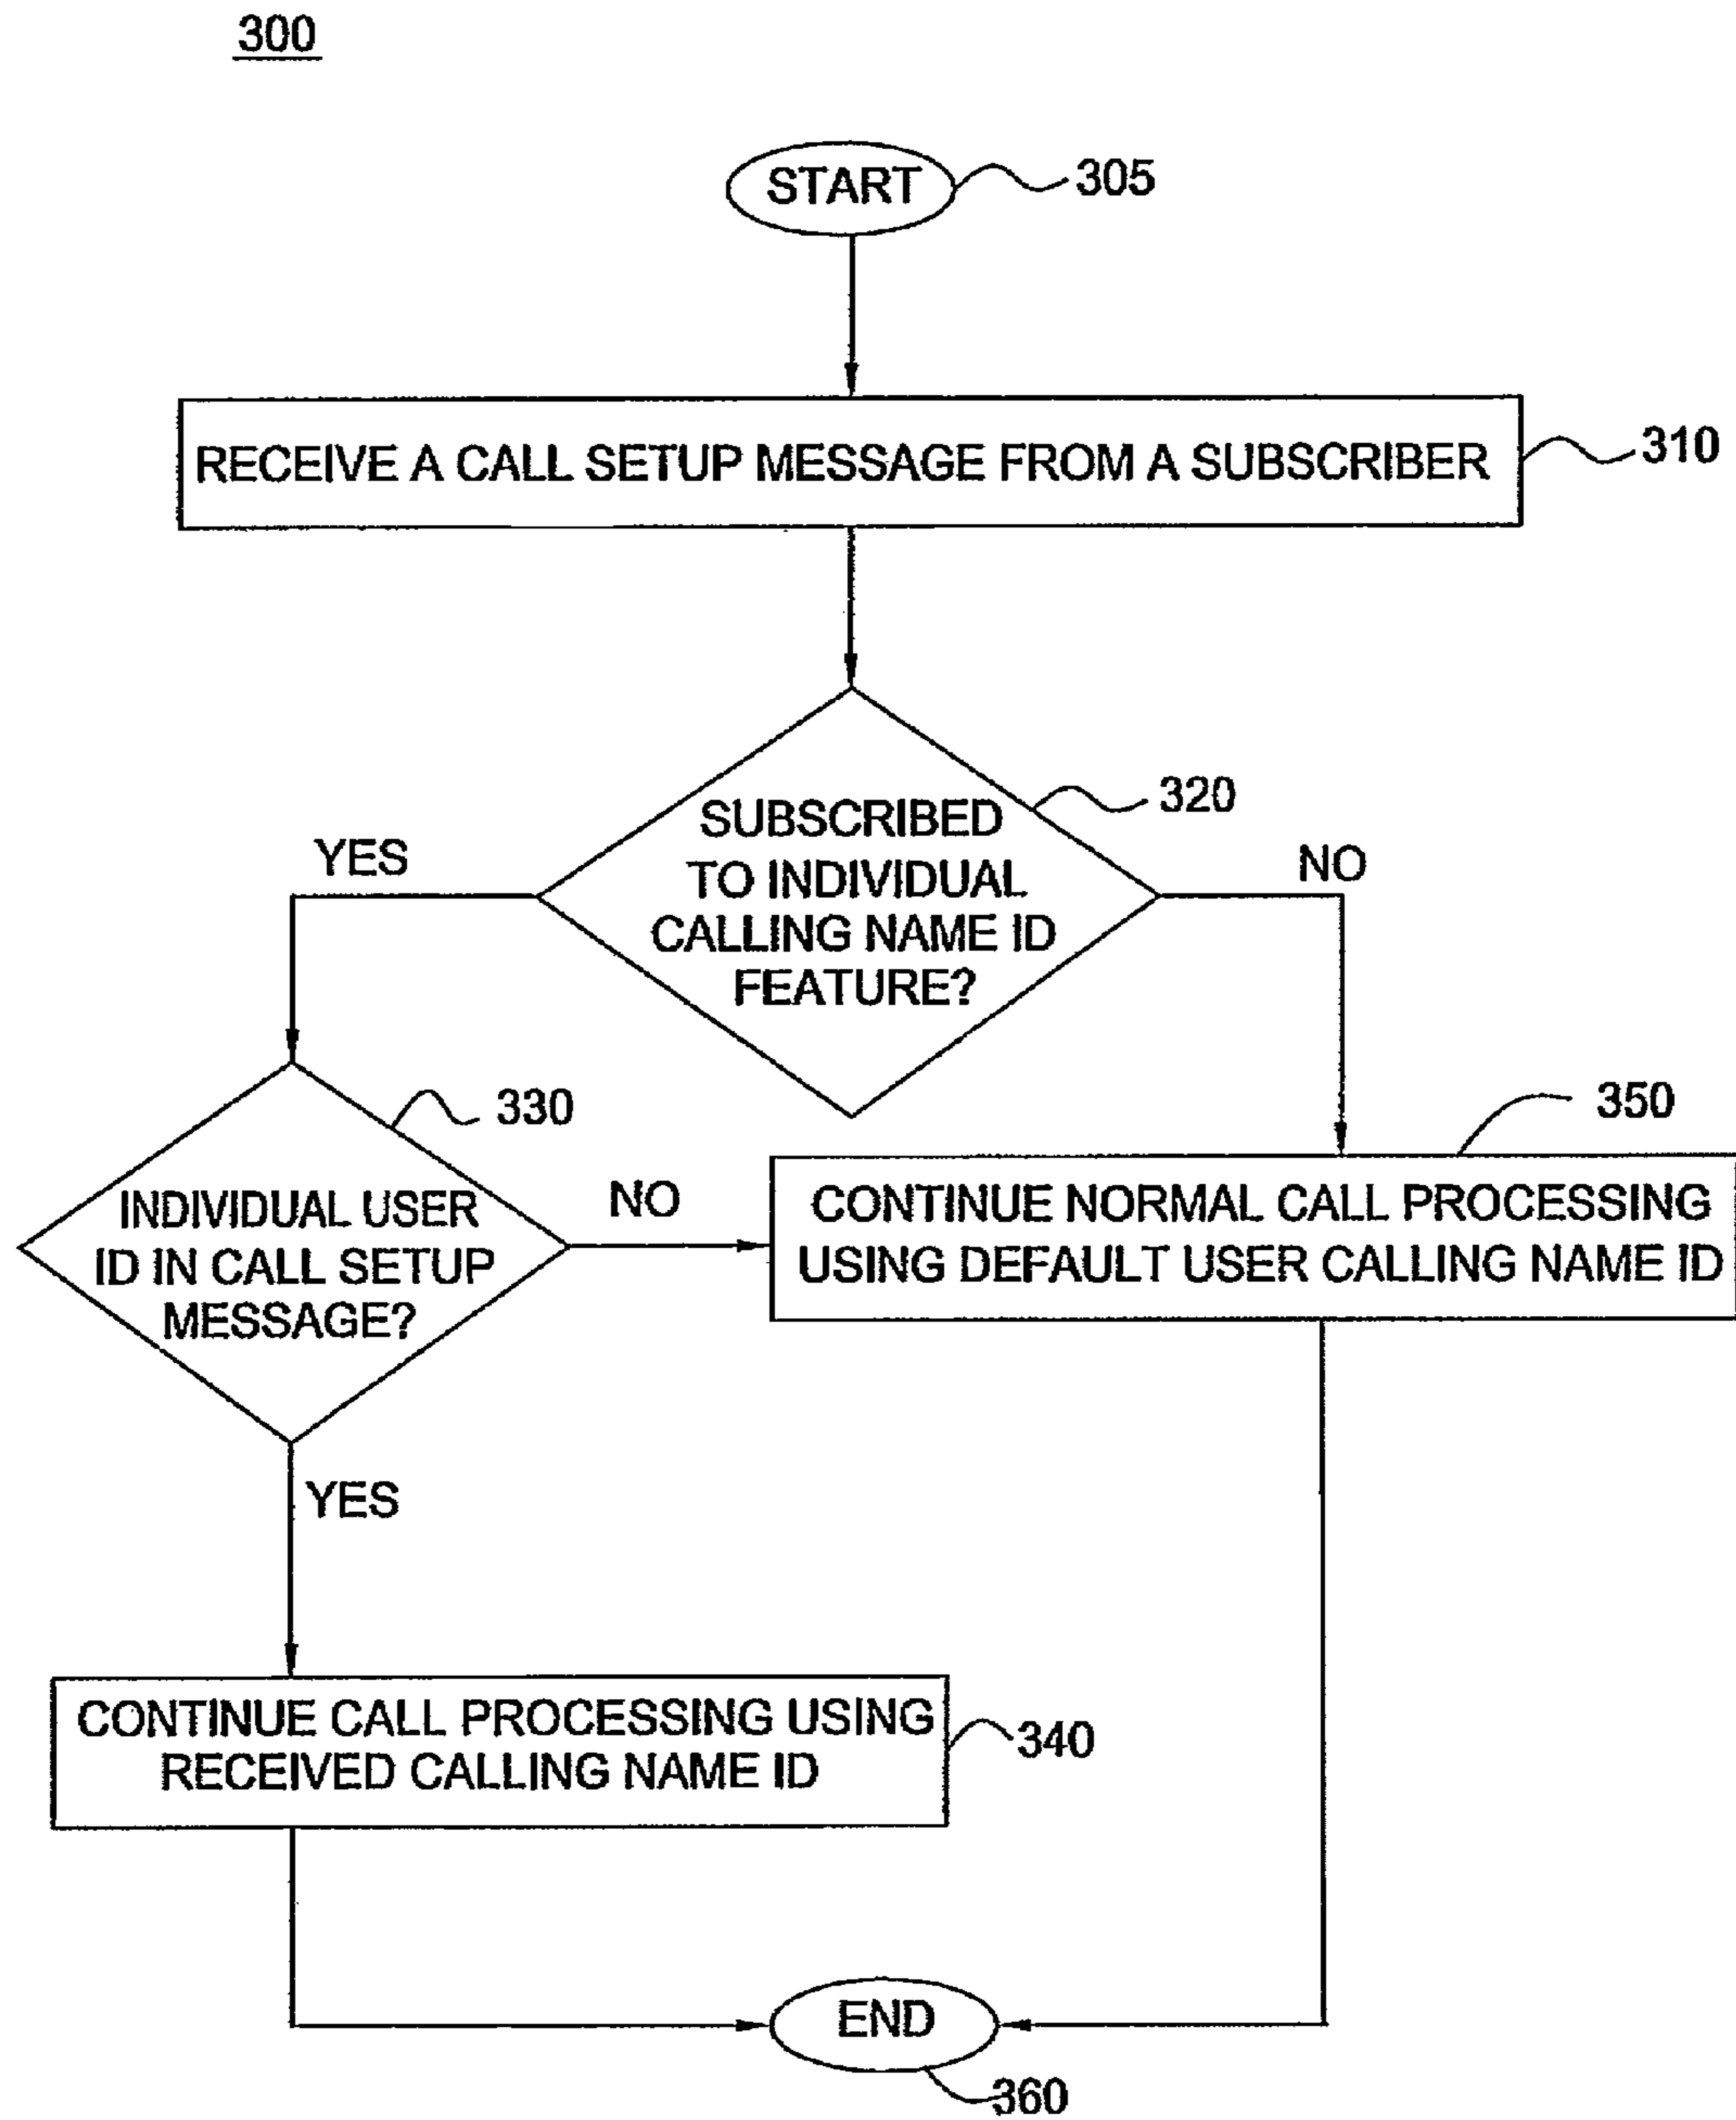 300
START
305
RECEIVE A CALL SETUP MESSAGE FROM A SUBSCRIBER
310
SUBSCRIBED
TO INDIVIDUAL
CALLING NAME ID
FEATURE?
320
YES
NO
330
350
INDIVIDUAL USER
ID IN CALL SETUP
MESSAGE?
NO
CONTINUE NORMAL CALL PROCESSING
USING DEFAULT USER CALLING NAME ID
YES
CONTINUE CALL PROCESSING USING
RECEIVED CALLING NAME ID
340
END
360